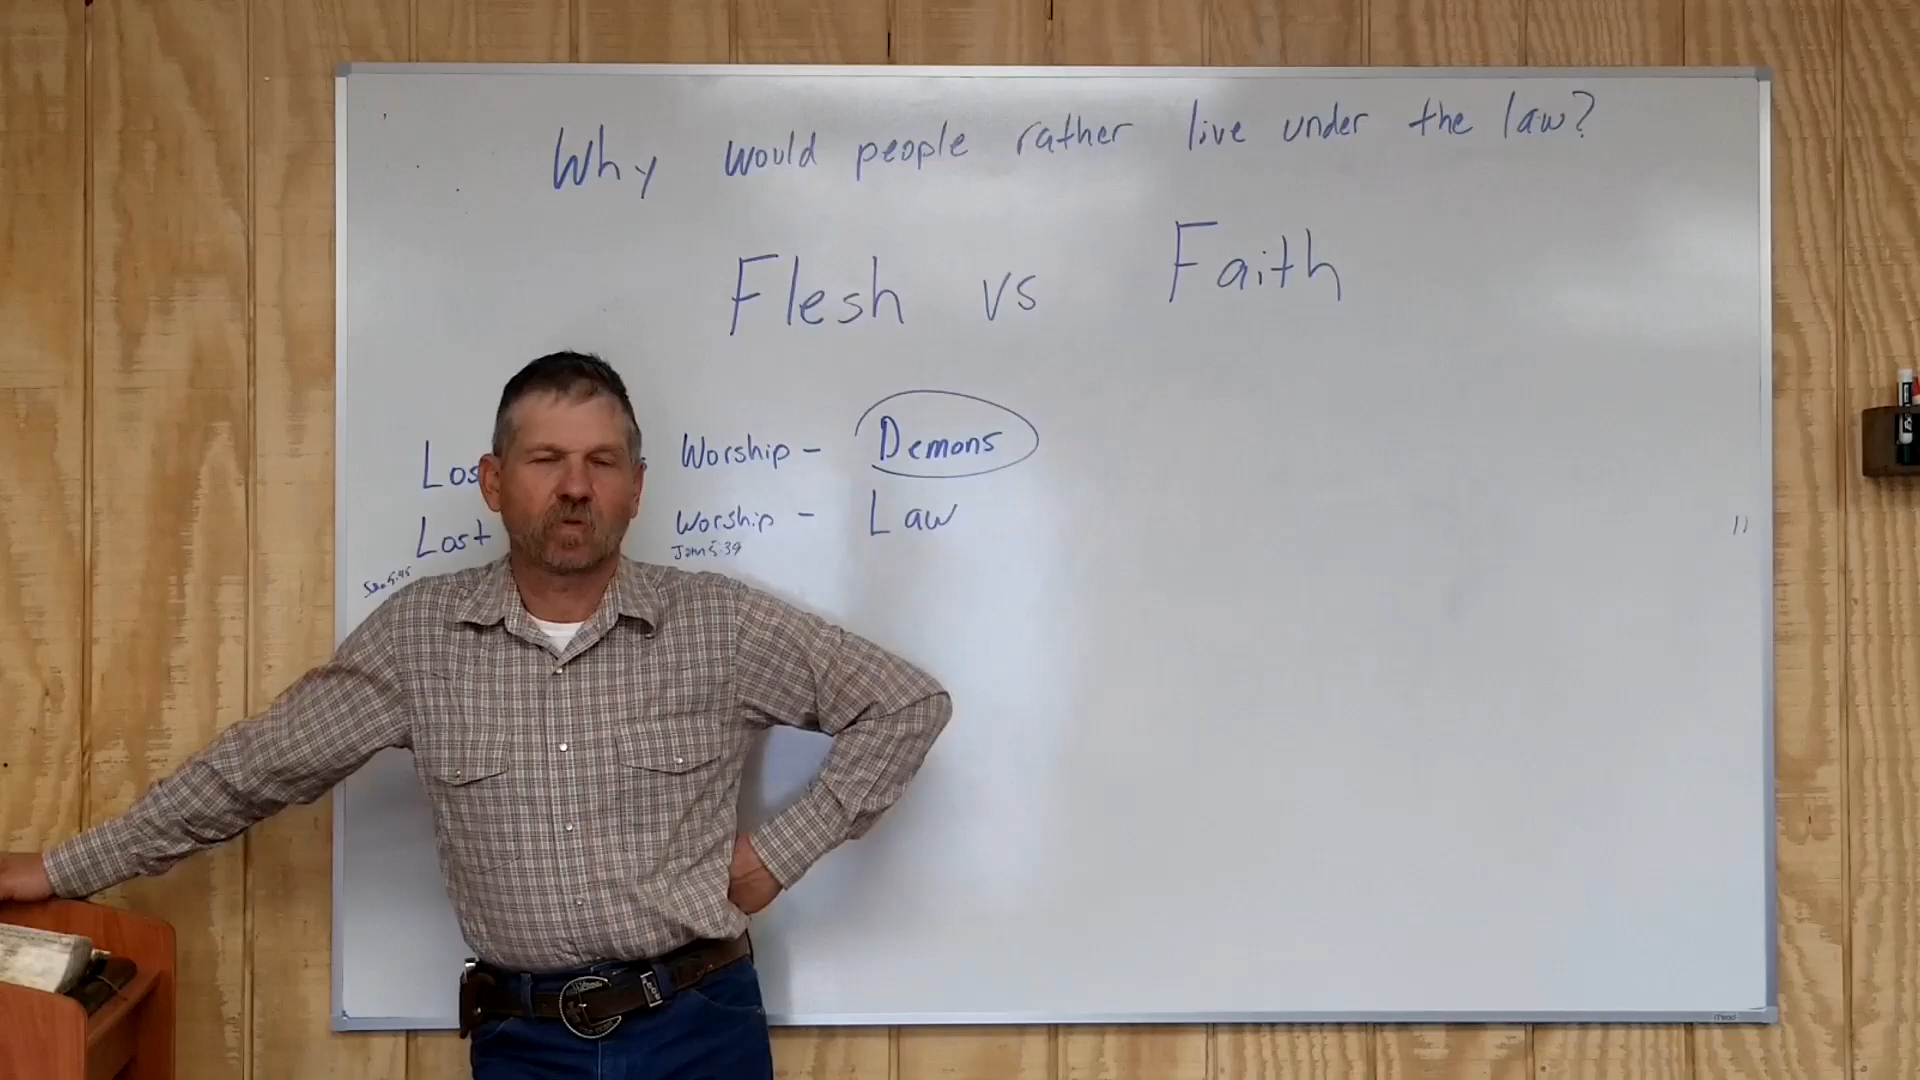 Why would people rather live under the law?
Flesh vs Faith
Los Worship - Demons
Lost Worship - Law
John 5:39